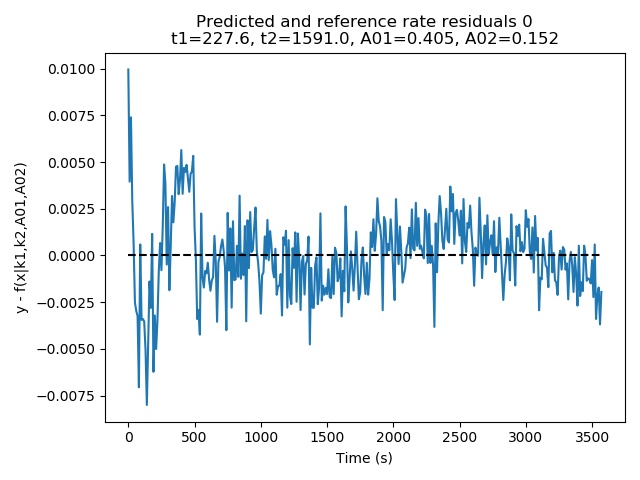 Predicted and reference rate residuals 0
t1=227.6, t2=1591.0, A01=0.405, A02=0.152
0.0100
0.0075
0.0050
0.0025
0.0000
−0.0025
−0.0050
−0.0075
y - f(x|k1,k2,A01,A02)
0 500 1000 1500 2000 2500 3000 3500
Time (s)